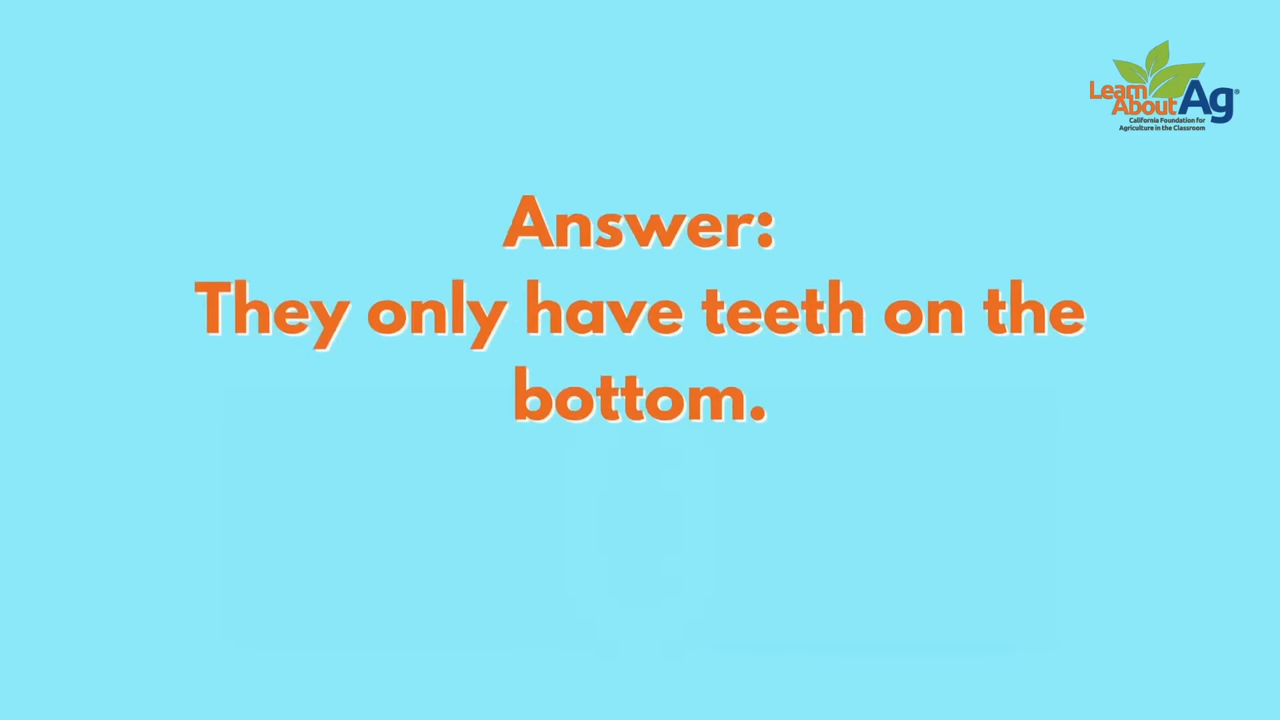 Learn
About Ag®
California Foundation for
Agriculture in the Classroom
Answer:
They only have teeth on the
bottom.